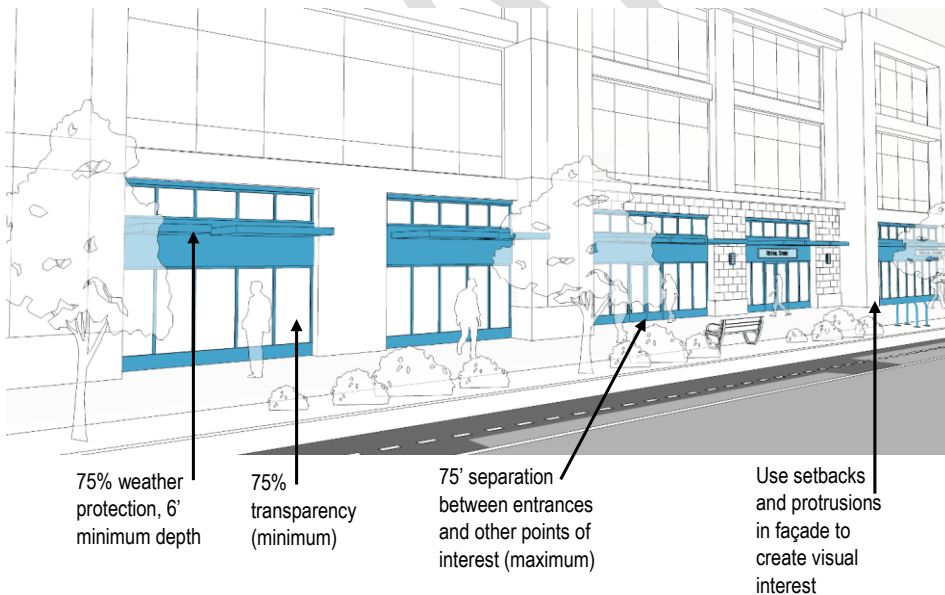 RETAIL STORE
75% weather
protection, 6'
minimum depth
75%
transparency
(minimum)
75' separation
between entrances
and other points of
interest (maximum)
Use setbacks
and protrusions
in façade to
create visual
interest